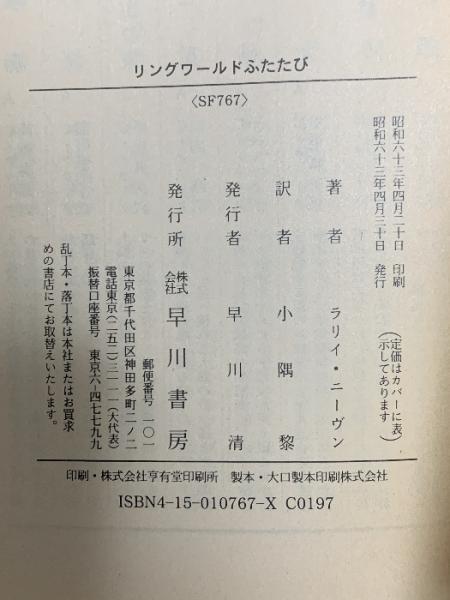 リングワールドふたたび
〈SF767〉
昭和六十三年四月二十日 印刷
昭和六十三年四月三十日 発行
(定価はカバーに表
示してあります)
著者 ラリイ・ニーヴン
訳者 小隅黎
発行者 早川清
発行所 株式会社 早川書房
郵便番号 一〇一
東京都千代田区神田多町二ノ二
電話東京(二五二)三一一一(大代表)
振替口座番号 東京六-四七七九九
乱丁本・落丁本は本社またはお買求
めの書店にてお取替えいたします。
印刷・株式会社亨有堂印刷所 製本・大口製本印刷株式会社
ISBN4-15-010767-X C0197